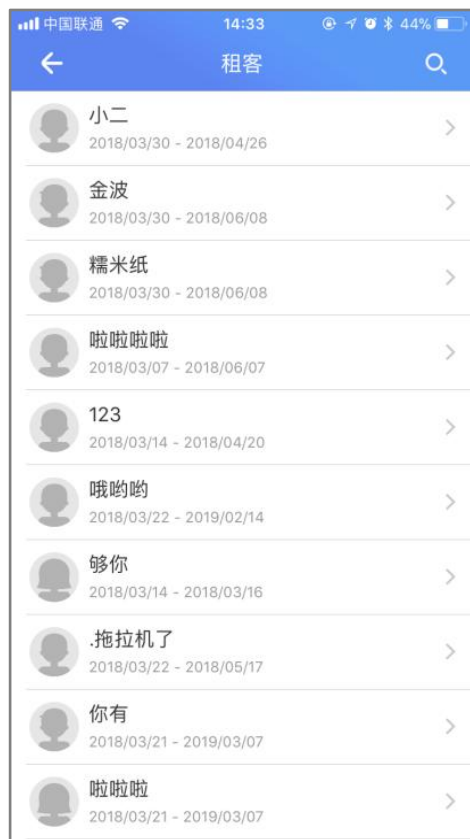 中国联通 14:33 44%
租客
小二
2018/03/30 - 2018/04/26
金波
2018/03/30 - 2018/06/08
糯米纸
2018/03/30 - 2018/06/08
啦啦啦啦
2018/03/07 - 2018/06/07
123
2018/03/14 - 2018/04/20
哦哟哟
2018/03/22 - 2019/02/14
够你
2018/03/14 - 2018/03/16
.拖拉机了
2018/03/22 - 2018/05/17
你有
2018/03/21 - 2019/03/07
啦啦啦
2018/03/21 - 2019/03/07